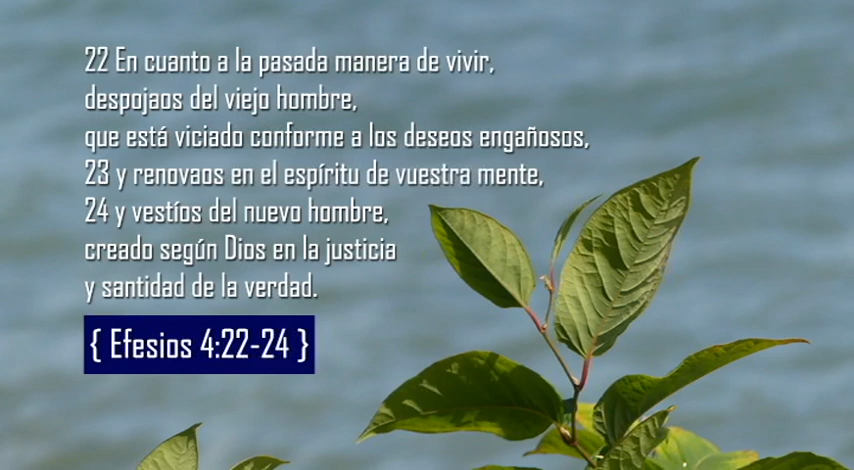 22 En cuanto a la pasada manera de vivir,
despojaos del viejo hombre,
que está viciado conforme a los deseos engañosos,
23 y renovaos en el espíritu de vuestra mente,
24 y vestíos del nuevo hombre,
creado según Dios en la justicia
y santidad de la verdad.
{ Efesios 4:22-24 }